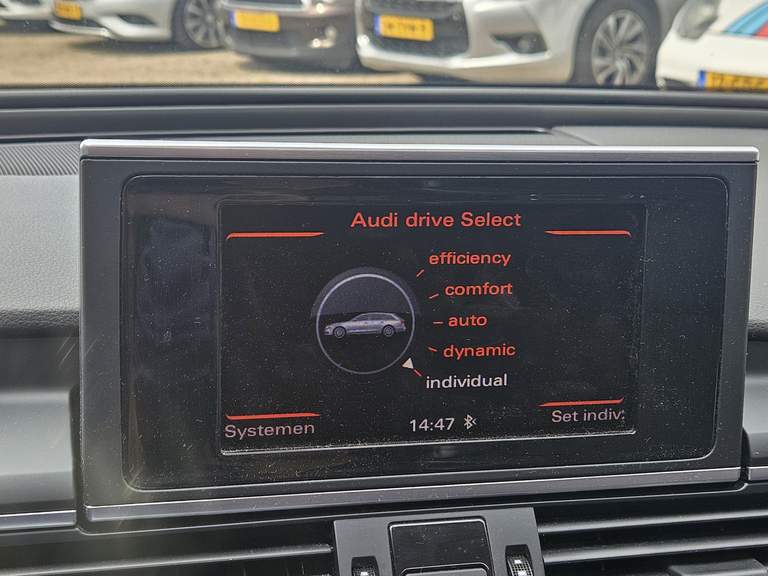 Audi drive Select
efficiency
comfort
auto
dynamic
individual
Systemen
14:47
Set indiv.